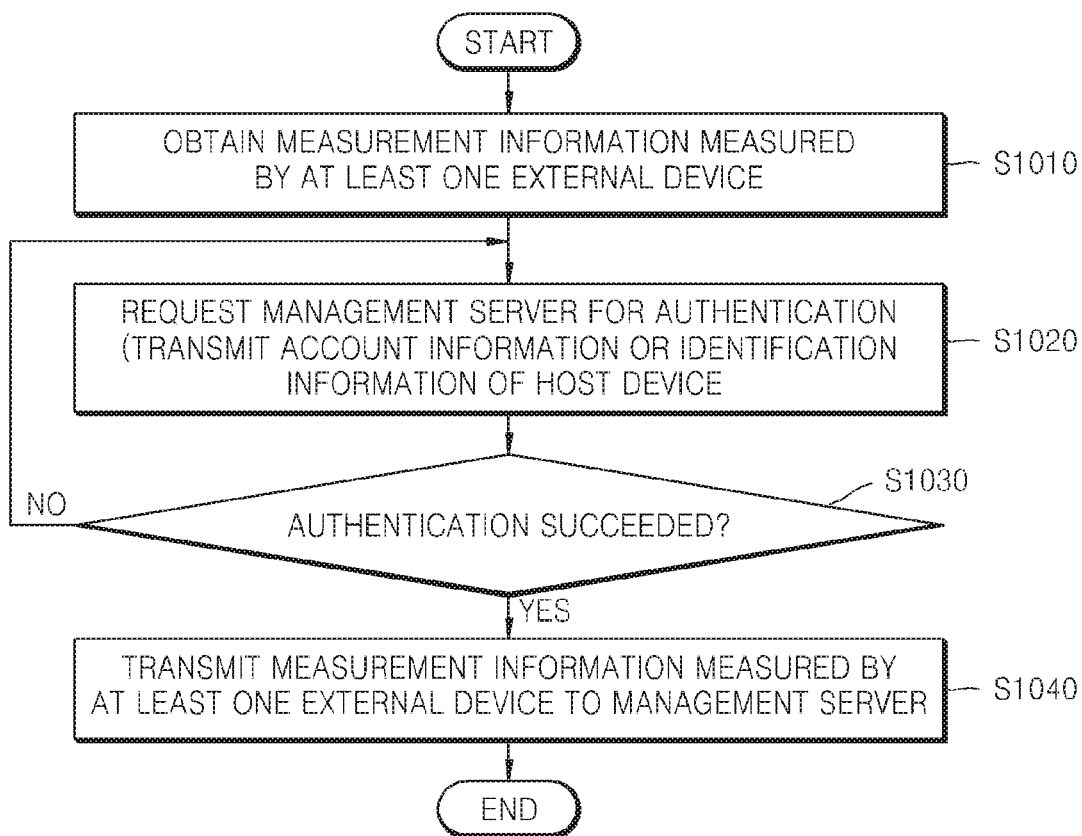 START
OBTAIN MEASUREMENT INFORMATION MEASURED
BY AT LEAST ONE EXTERNAL DEVICE
S1010
REQUEST MANAGEMENT SERVER FOR AUTHENTICATION
(TRANSMIT ACCOUNT INFORMATION OR IDENTIFICATION
INFORMATION OF HOST DEVICE
S1020
S1030
NO
AUTHENTICATION SUCCEEDED?
YES
TRANSMIT MEASUREMENT INFORMATION MEASURED BY
AT LEAST ONE EXTERNAL DEVICE TO MANAGEMENT SERVER
S1040
END